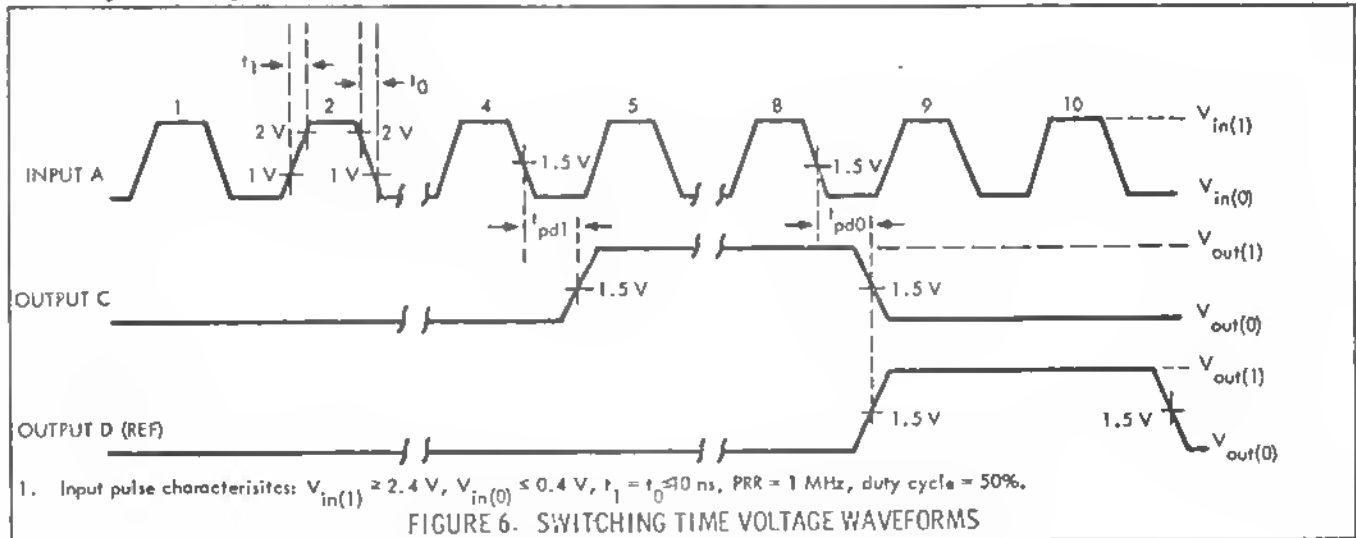 t1 t0
1 2 4 5 8 9 10
Vin(1)
2 V 2 V
1.5 V 1.5 V
INPUT A 1 V 1 V
Vin(0)
tpd1 tpd0
Vout(1)
OUTPUT C 1.5 V 1.5 V
Vout(0)
Vout(1)
1.5 V 1.5 V
OUTPUT D (REF)
Vout(0)
1. Input pulse characterisitcs: Vin(1) ≥ 2.4 V, Vin(0) ≤ 0.4 V, t1 = t0≤10 ns, PRR = 1 MHz, duty cycle = 50%.
FIGURE 6. SWITCHING TIME VOLTAGE WAVEFORMS